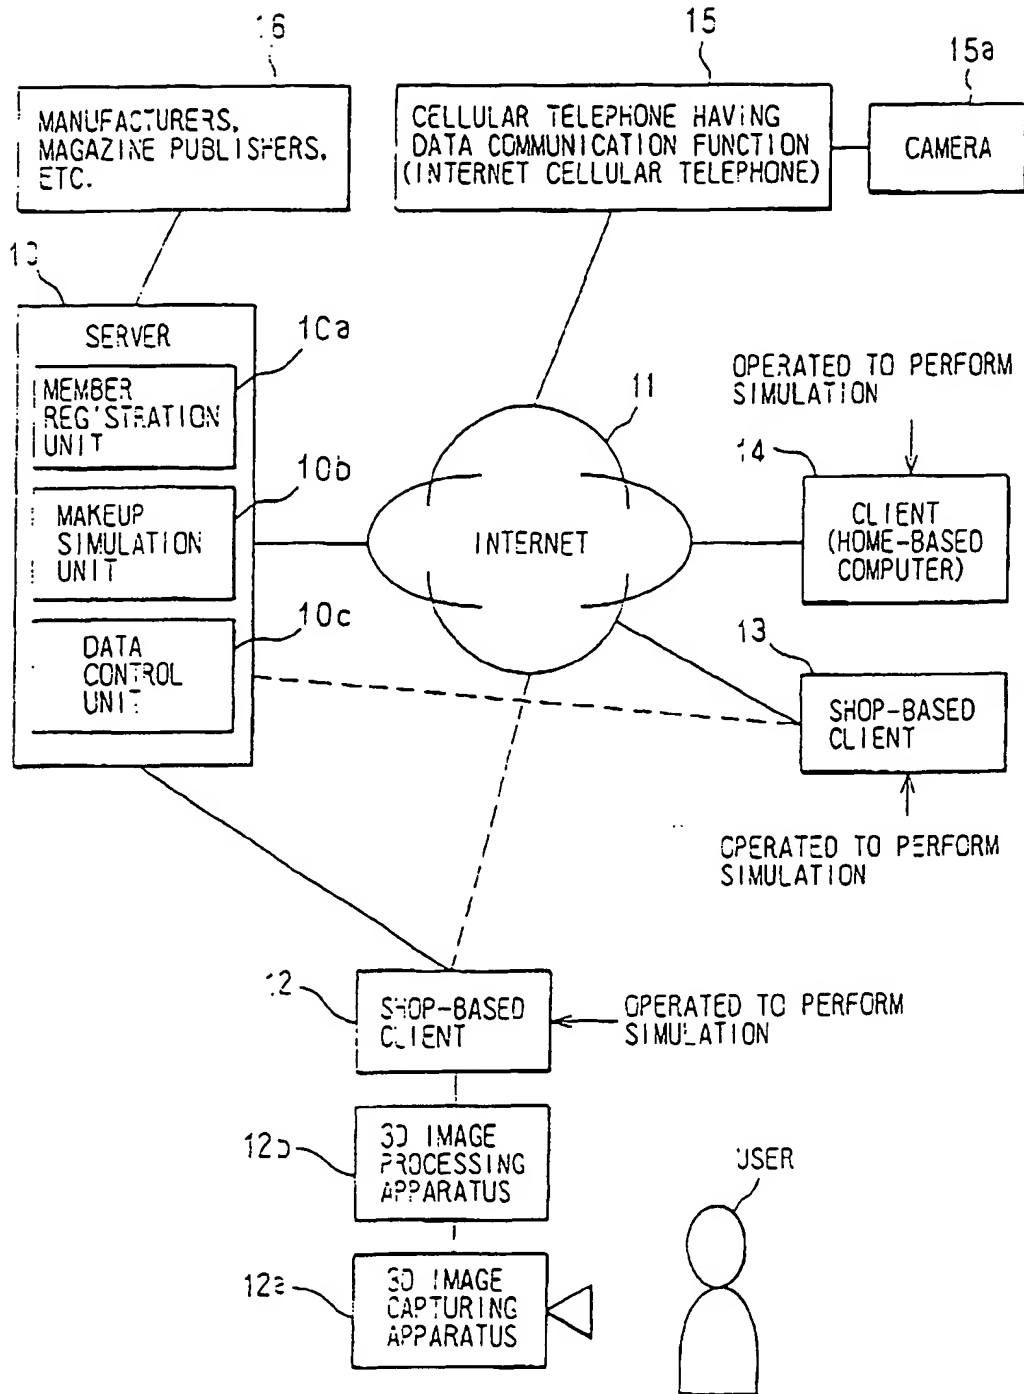 16
MANUFACTURERS,
MAGAZINE PUBLISHERS,
ETC.
15
CELLULAR TELEPHONE HAVING
DATA COMMUNICATION FUNCTION
(INTERNET CELLULAR TELEPHONE)
15a
CAMERA
10
SERVER
10a
MEMBER
REGISTRATION
UNIT
10b
MAKEUP
SIMULATION
UNIT
10c
DATA
CONTROL
UNIT
11
INTERNET
OPERATED TO PERFORM
SIMULATION
14
CLIENT
(HOME-BASED
COMPUTER)
13
SHOP-BASED
CLIENT
OPERATED TO PERFORM
SIMULATION
12
SHOP-BASED
CLIENT
OPERATED TO PERFORM
SIMULATION
12b
3D IMAGE
PROCESSING
APPARATUS
12a
3D IMAGE
CAPTURING
APPARATUS
USER